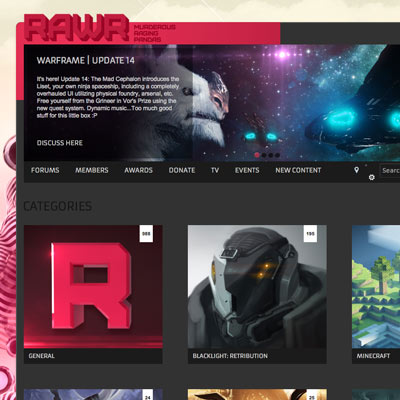 RAWR
MURDEROUS
RAGING
PANDAS
WARFRAME | UPDATE 14
It's here! Update 14: The Mad Cephalon introduces the
Liset, your own ninja spaceship, including a completely
overhauled UI utilizing physical foundry, arsenal, etc.
Free yourself from the Grineer in Vor's Prize using the
new quest system. Dynamic music...Too much good
stuff for this little box :P
DISCUSS HERE
FORUMS MEMBERS AWARDS DONATE TV EVENTS NEW CONTENT
Search
CATEGORIES
988 195
R
GENERAL BLACKLIGHT: RETRIBUTION MINECRAFT
24 20